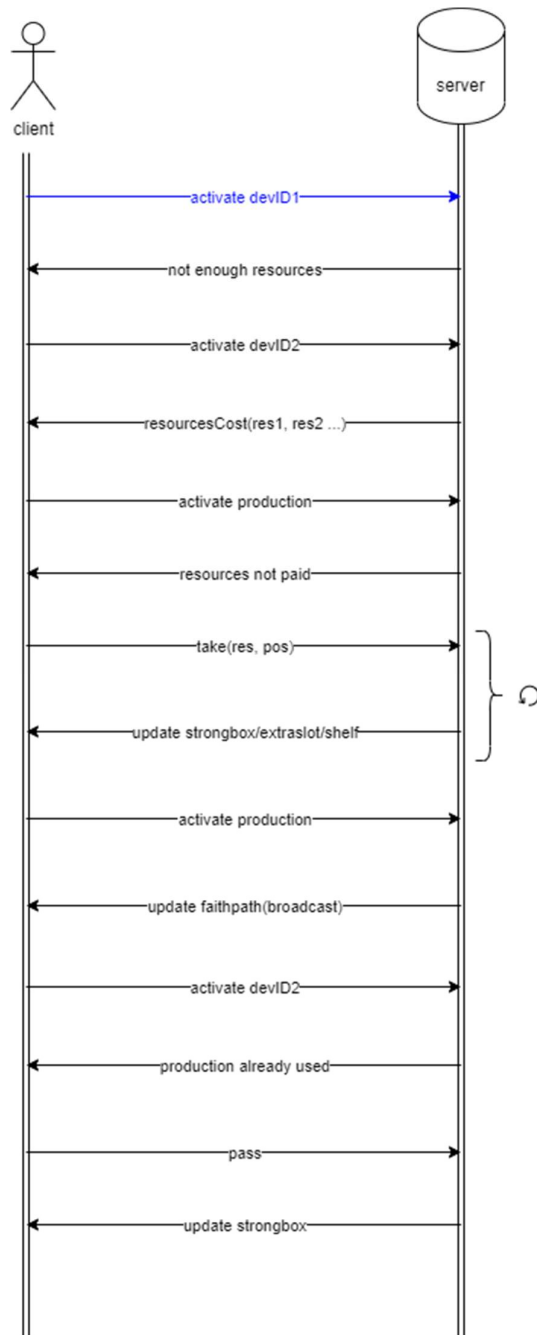 server
client
activate devID1
not enough resources
activate devID2
resourcesCost(res1, res2 ...)
activate production
resources not paid
take(res, pos)
update strongbox/extraslot/shelf
activate production
update faithpath(broadcast)
activate devID2
production already used
pass
update strongbox